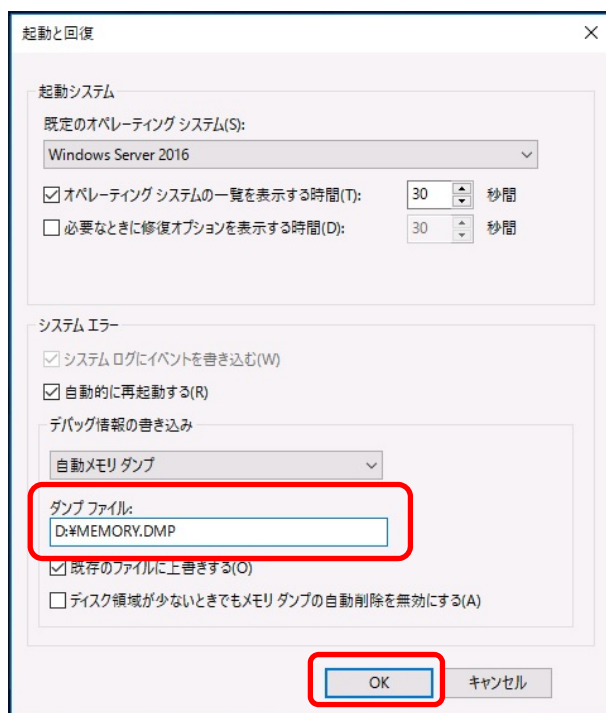 起動と回復
起動システム
既定のオペレーティング システム(S):
Windows Server 2016
オペレーティング システムの一覧を表示する時間(T): 30 秒間
必要なときに修復オプションを表示する時間(D): 30 秒間
システム エラー
システム ログにイベントを書き込む(W)
自動的に再起動する(R)
デバッグ情報の書き込み
自動メモリ ダンプ
ダンプ ファイル:
D:¥MEMORY.DMP
既存のファイルに上書きする(O)
ディスク領域が少ないときでもメモリ ダンプの自動削除を無効にする(A)
OK キャンセル